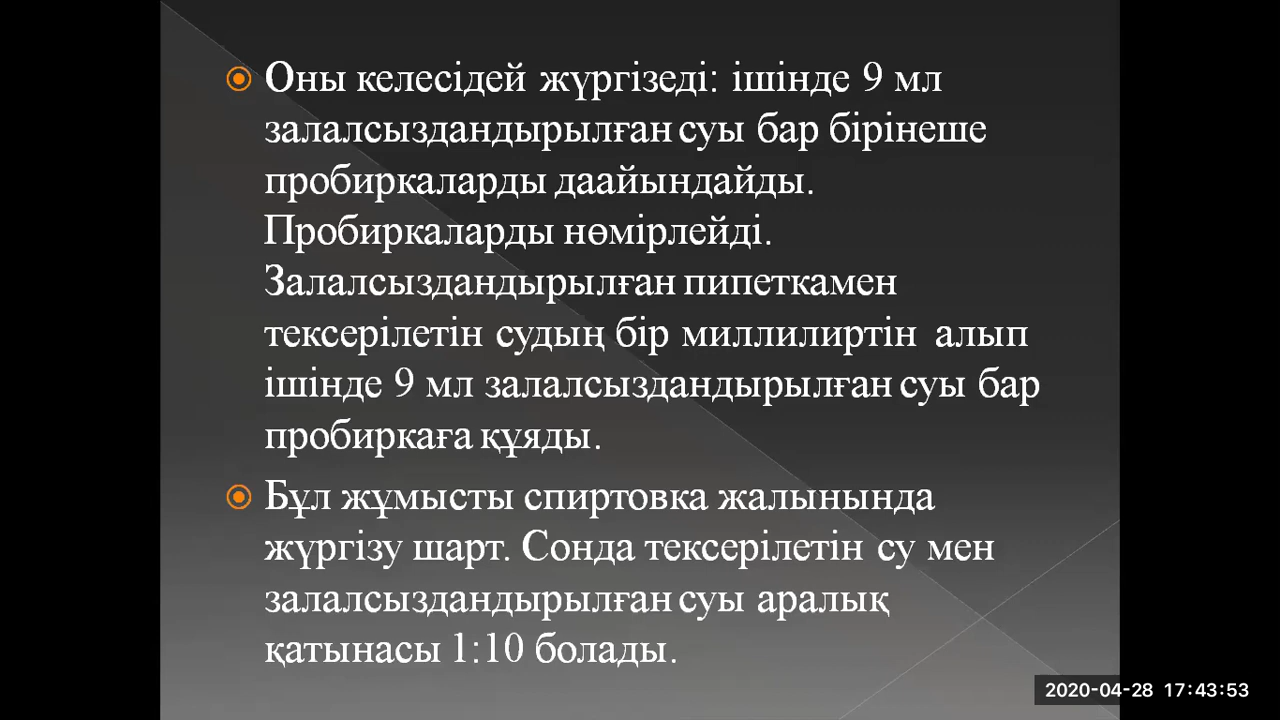 Оны келесідей жүргізеді: ішінде 9 мл
залалсыздандырылған суы бар бірінеше
пробиркаларды даайындайды.
Пробиркаларды нөмірлейді.
Залалсыздандырылған пипеткамен
тексерілетін судың бір миллилиртін алып
ішінде 9 мл залалсыздандырылған суы бар
пробиркаға құяды.
Бұл жұмысты спиртовка жалынында
жүргізу шарт. Сонда тексерілетін су мен
залалсыздандырылған суы аралық
қатынасы 1:10 болады.
2020-04-28 17:43:53